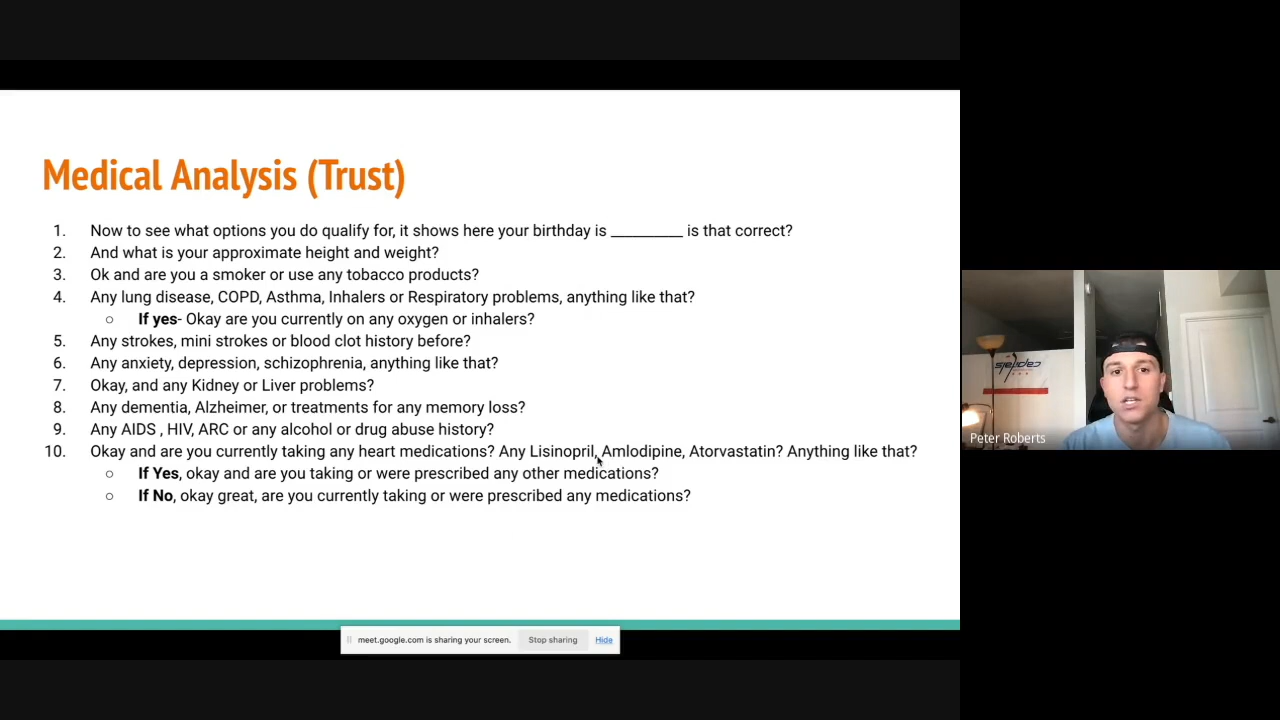 Medical Analysis (Trust)
1. Now to see what options you do qualify for, it shows here your birthday is _________ is that correct?
2. And what is your approximate height and weight?
3. Ok and are you a smoker or use any tobacco products?
4. Any lung disease, COPD, Asthma, Inhalers or Respiratory problems, anything like that?
○ If yes- Okay are you currently on any oxygen or inhalers?
5. Any strokes, mini strokes or blood clot history before?
6. Any anxiety, depression, schizophrenia, anything like that?
7. Okay, and any Kidney or Liver problems?
8. Any dementia, Alzheimer, or treatments for any memory loss?
9. Any AIDS , HIV, ARC or any alcohol or drug abuse history?
10. Okay and are you currently taking any heart medications? Any Lisinopril, Amlodipine, Atorvastatin? Anything like that?
○ If Yes, okay and are you taking or were prescribed any other medications?
○ If No, okay great, are you currently taking or were prescribed any medications?
meet.google.com is sharing your screen. Stop sharing Hide
capitals
Peter Roberts